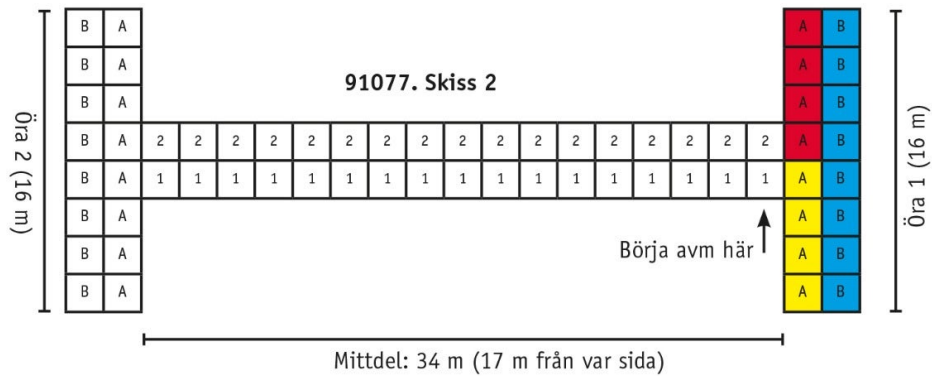 B A A B
B A A B
91077. Skiss 2
B A A B
B A 2 2 2 2 2 2 2 2 2 2 2 2 2 2 2 2 2 A B
B A 1 1 1 1 1 1 1 1 1 1 1 1 1 1 1 1 1 A B
B A A B
Börja avm här
B A A B
B A A B
Öra 2 (16 m)
Öra 1 (16 m)
Mittdel: 34 m (17 m från var sida)